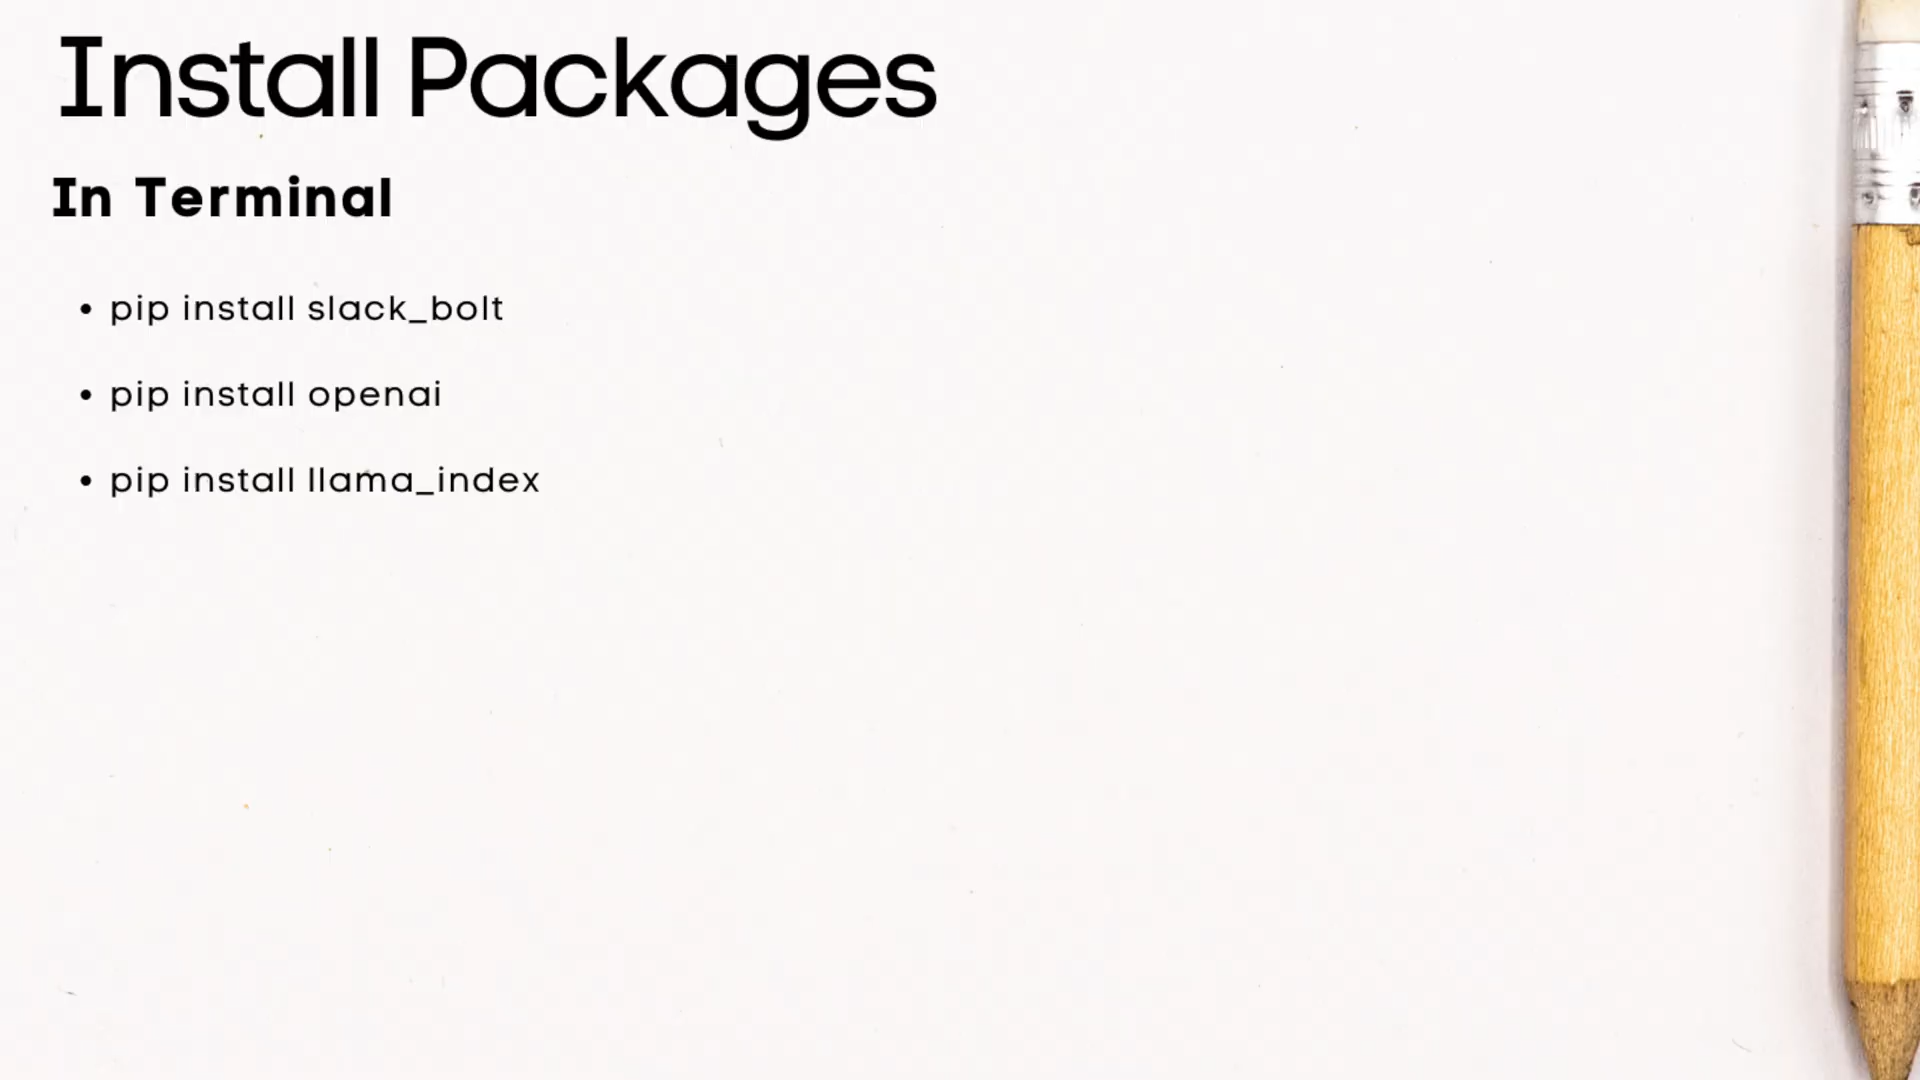 Install Packages
In Terminal
• pip install slack_bolt
• pip install openai
• pip install llama_index